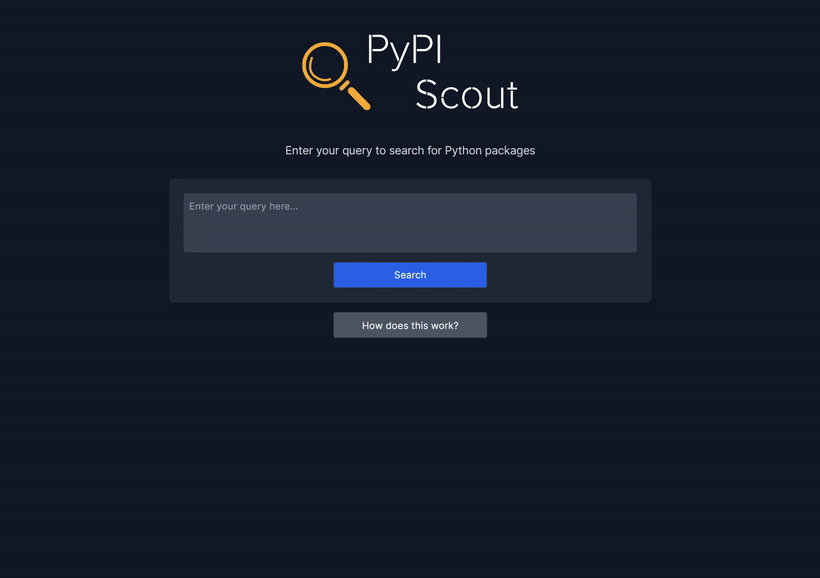 PyPI
Scout
Enter your query to search for Python packages
Enter your query here...
Search
How does this work?